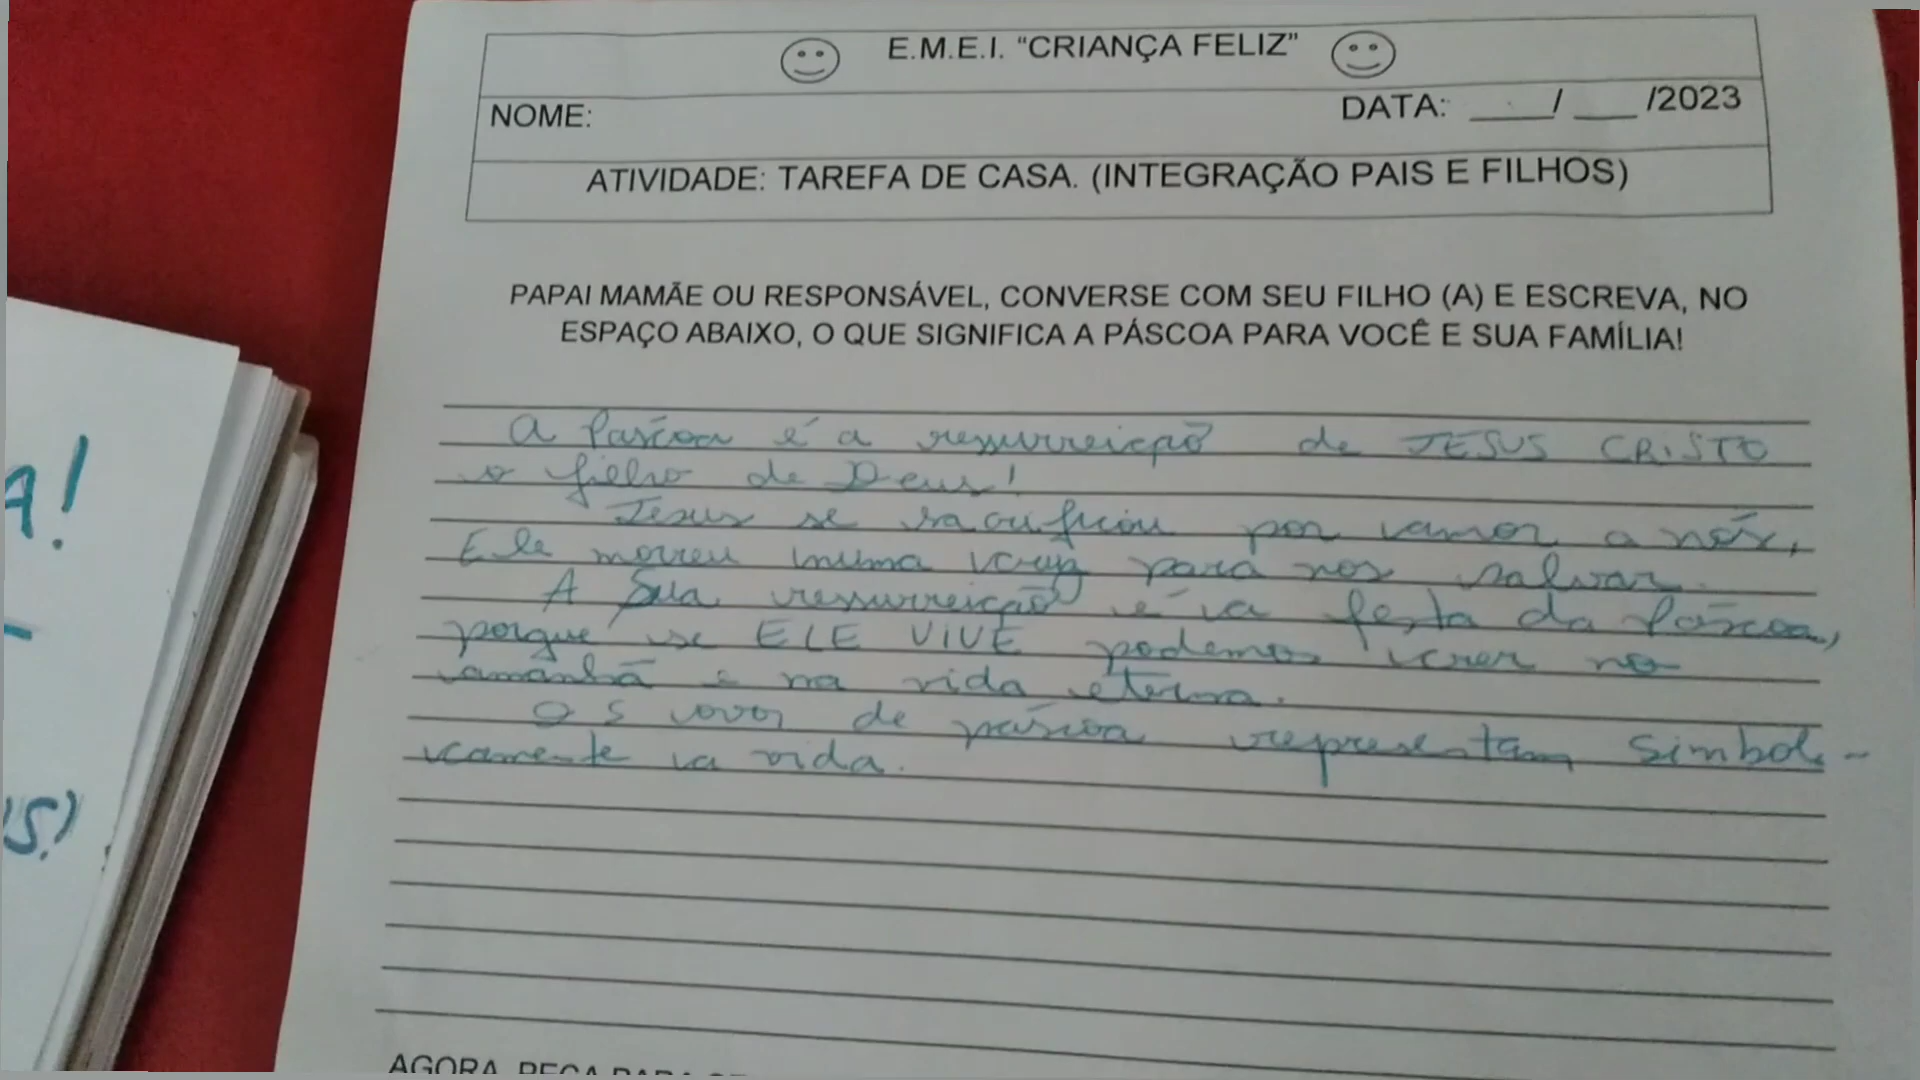 E.M.E.I. “CRIANÇA FELIZ”
NOME:
DATA: ____/ ____ /2023
ATIVIDADE: TAREFA DE CASA. (INTEGRAÇÃO PAIS E FILHOS)
PAPAI MAMÃE OU RESPONSÁVEL, CONVERSE COM SEU FILHO (A) E ESCREVA, NO
ESPAÇO ABAIXO, O QUE SIGNIFICA A PÁSCOA PARA VOCÊ E SUA FAMÍLIA!
A Páscoa é a ressurreição de JESUS CRISTO
o filho de Deus!
Jesus se sacrificou por amor a nós,
Ele morreu numa cruz para nos salvar.
A Sua ressurreição é a festa da Páscoa,
porque se ELE VIVE podemos crer no
amanhã e na vida eterna.
Os ovos de páscoa representam simboli-
camente a vida.
A!
S!)
AGORA, PEÇA PARA